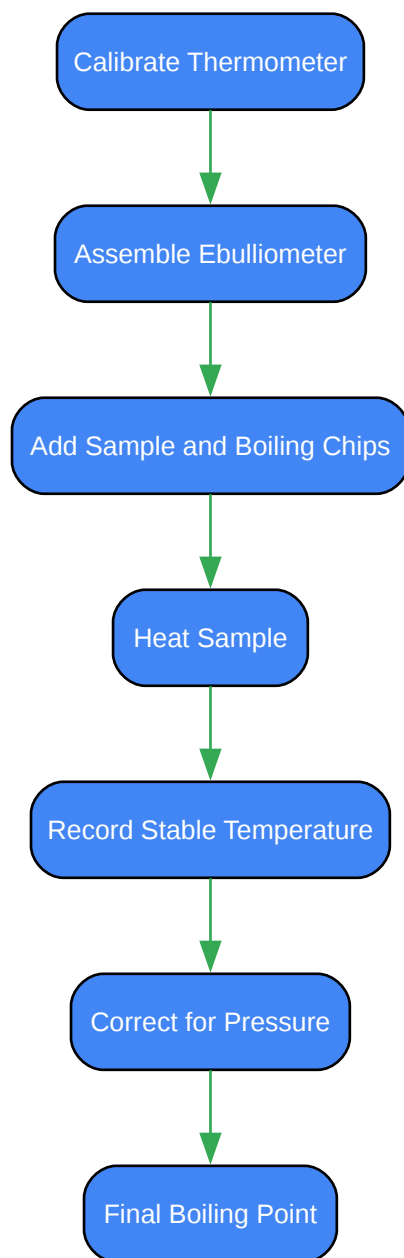 Calibrate Thermometer
Assemble Ebulliometer
Add Sample and Boiling Chips
Heat Sample
Record Stable Temperature
Correct for Pressure
Final Boiling Point